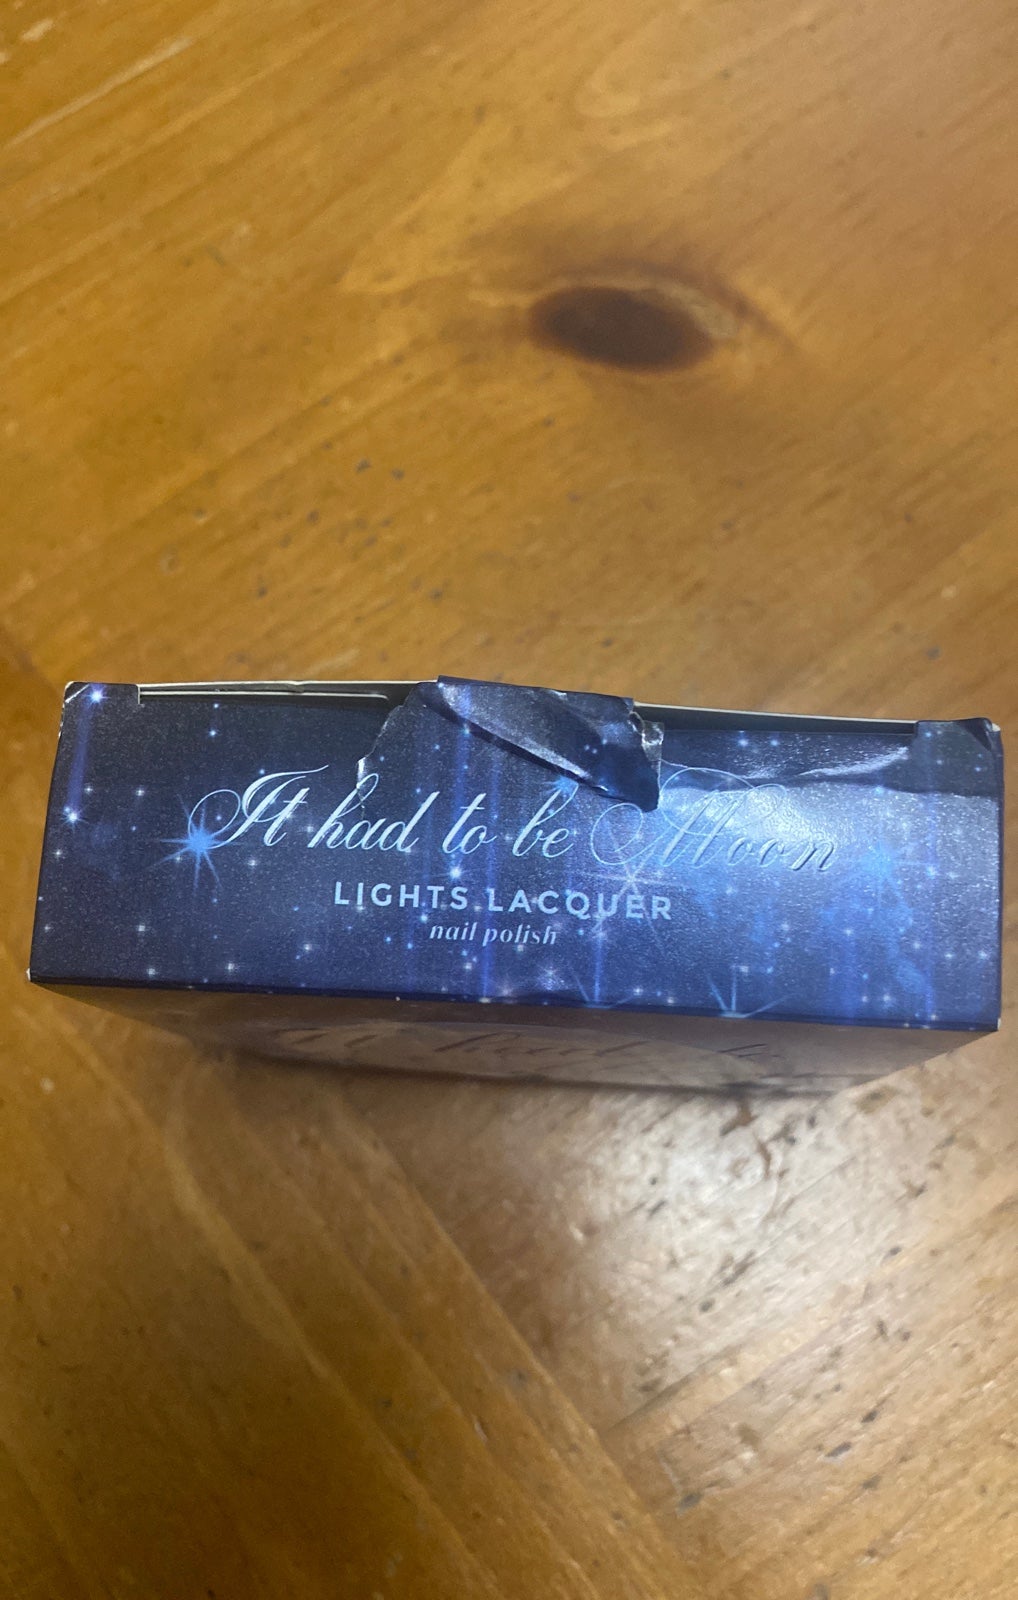 It had to be Moon
LIGHTS LACQUER
nail polish